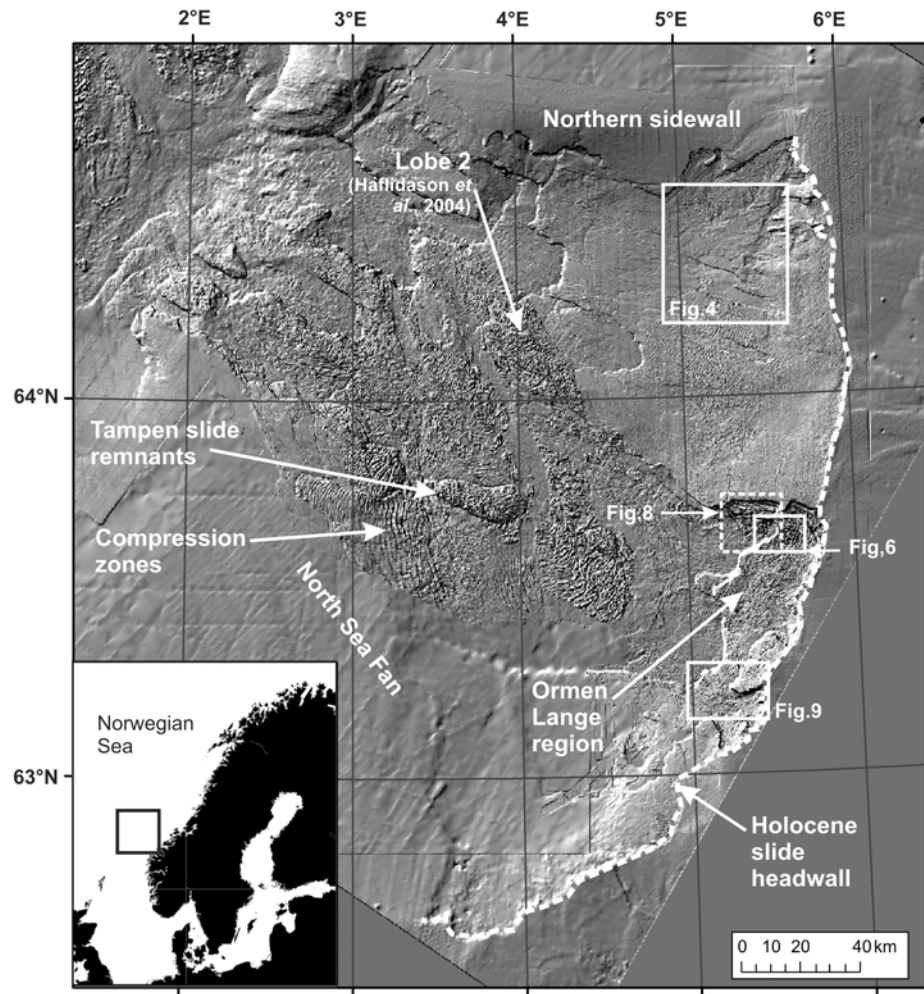 2°E
3°E
4°E
5°E
6°E
Northern sidewall
Lobe 2
(Haflidason et
al., 2004)
Fig.4
64°N
Tampen slide
remnants
Compression
zones
Fig.8
Fig,6
North Sea Fan
Ormen
Lange
region
Fig.9
Norwegian
Sea
63°N
Holocene
slide
headwall
0 10 20 40 km